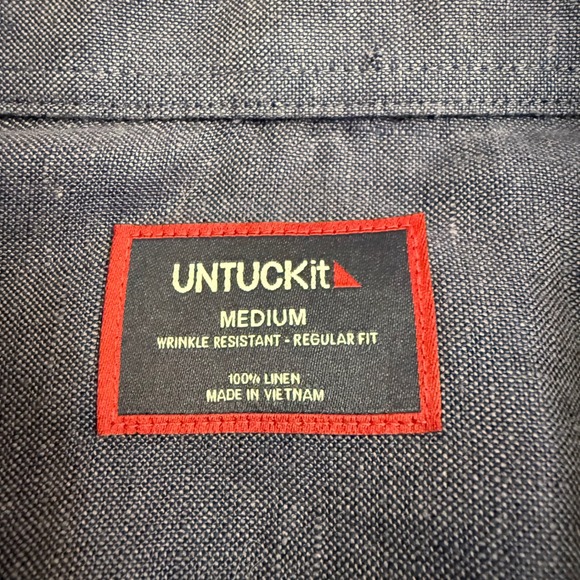 UNTUCKit
MEDIUM
WRINKLE RESISTANT - REGULAR FIT
100% LINEN
MADE IN VIETNAM